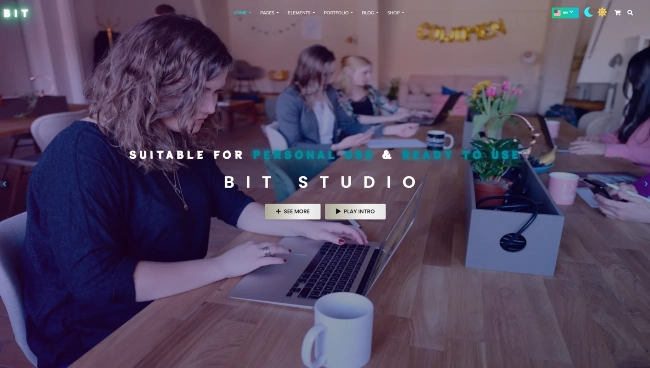 BIT
HOME PAGES ELEMENTS PORTFOLIO BLOG SHOP
SUITABLE FOR PERSONAL USE & READY TO USE
BIT STUDIO
+ SEE MORE PLAY INTRO